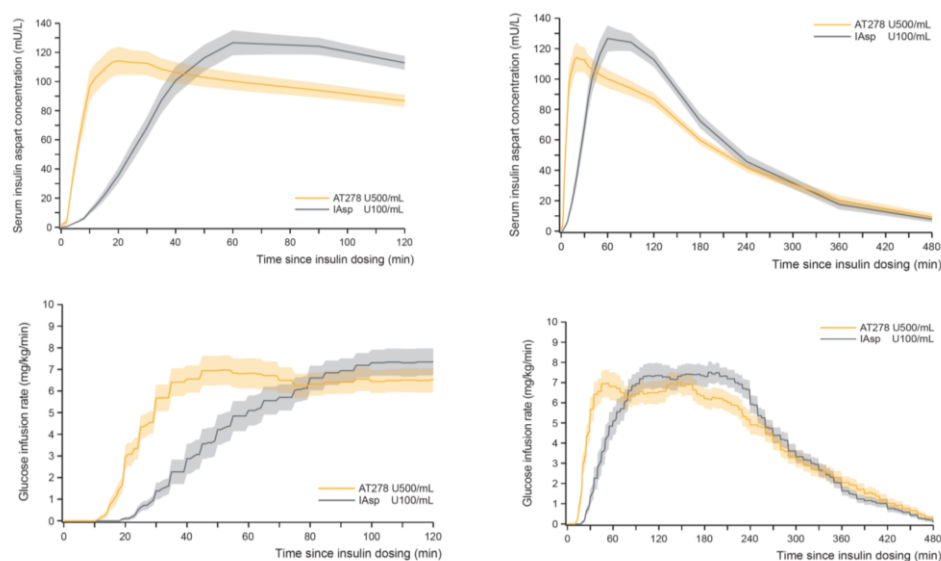 Serum insulin aspart concentration (mU/L)
140
120
100
80
60
40
20
0
AT278 U500/mL
IAsp U100/mL
0 20 40 60 80 100 120
Time since insulin dosing (min)
Serum insulin aspart concentration (mU/L)
140
120
100
80
60
40
20
0
AT278 U500/mL
IAsp U100/mL
0 60 120 180 240 300 360 420 480
Time since insulin dosing (min)
Glucose infusion rate (mg/kg/min)
10
9
8
7
6
5
4
3
2
1
0
AT278 U500/mL
IAsp U100/mL
0 20 40 60 80 100 120
Time since insulin dosing (min)
Glucose infusion rate (mg/kg/min)
10
9
8
7
6
5
4
3
2
1
0
AT278 U500/mL
IAsp U100/mL
0 60 120 180 240 300 360 420 480
Time since insulin dosing (min)